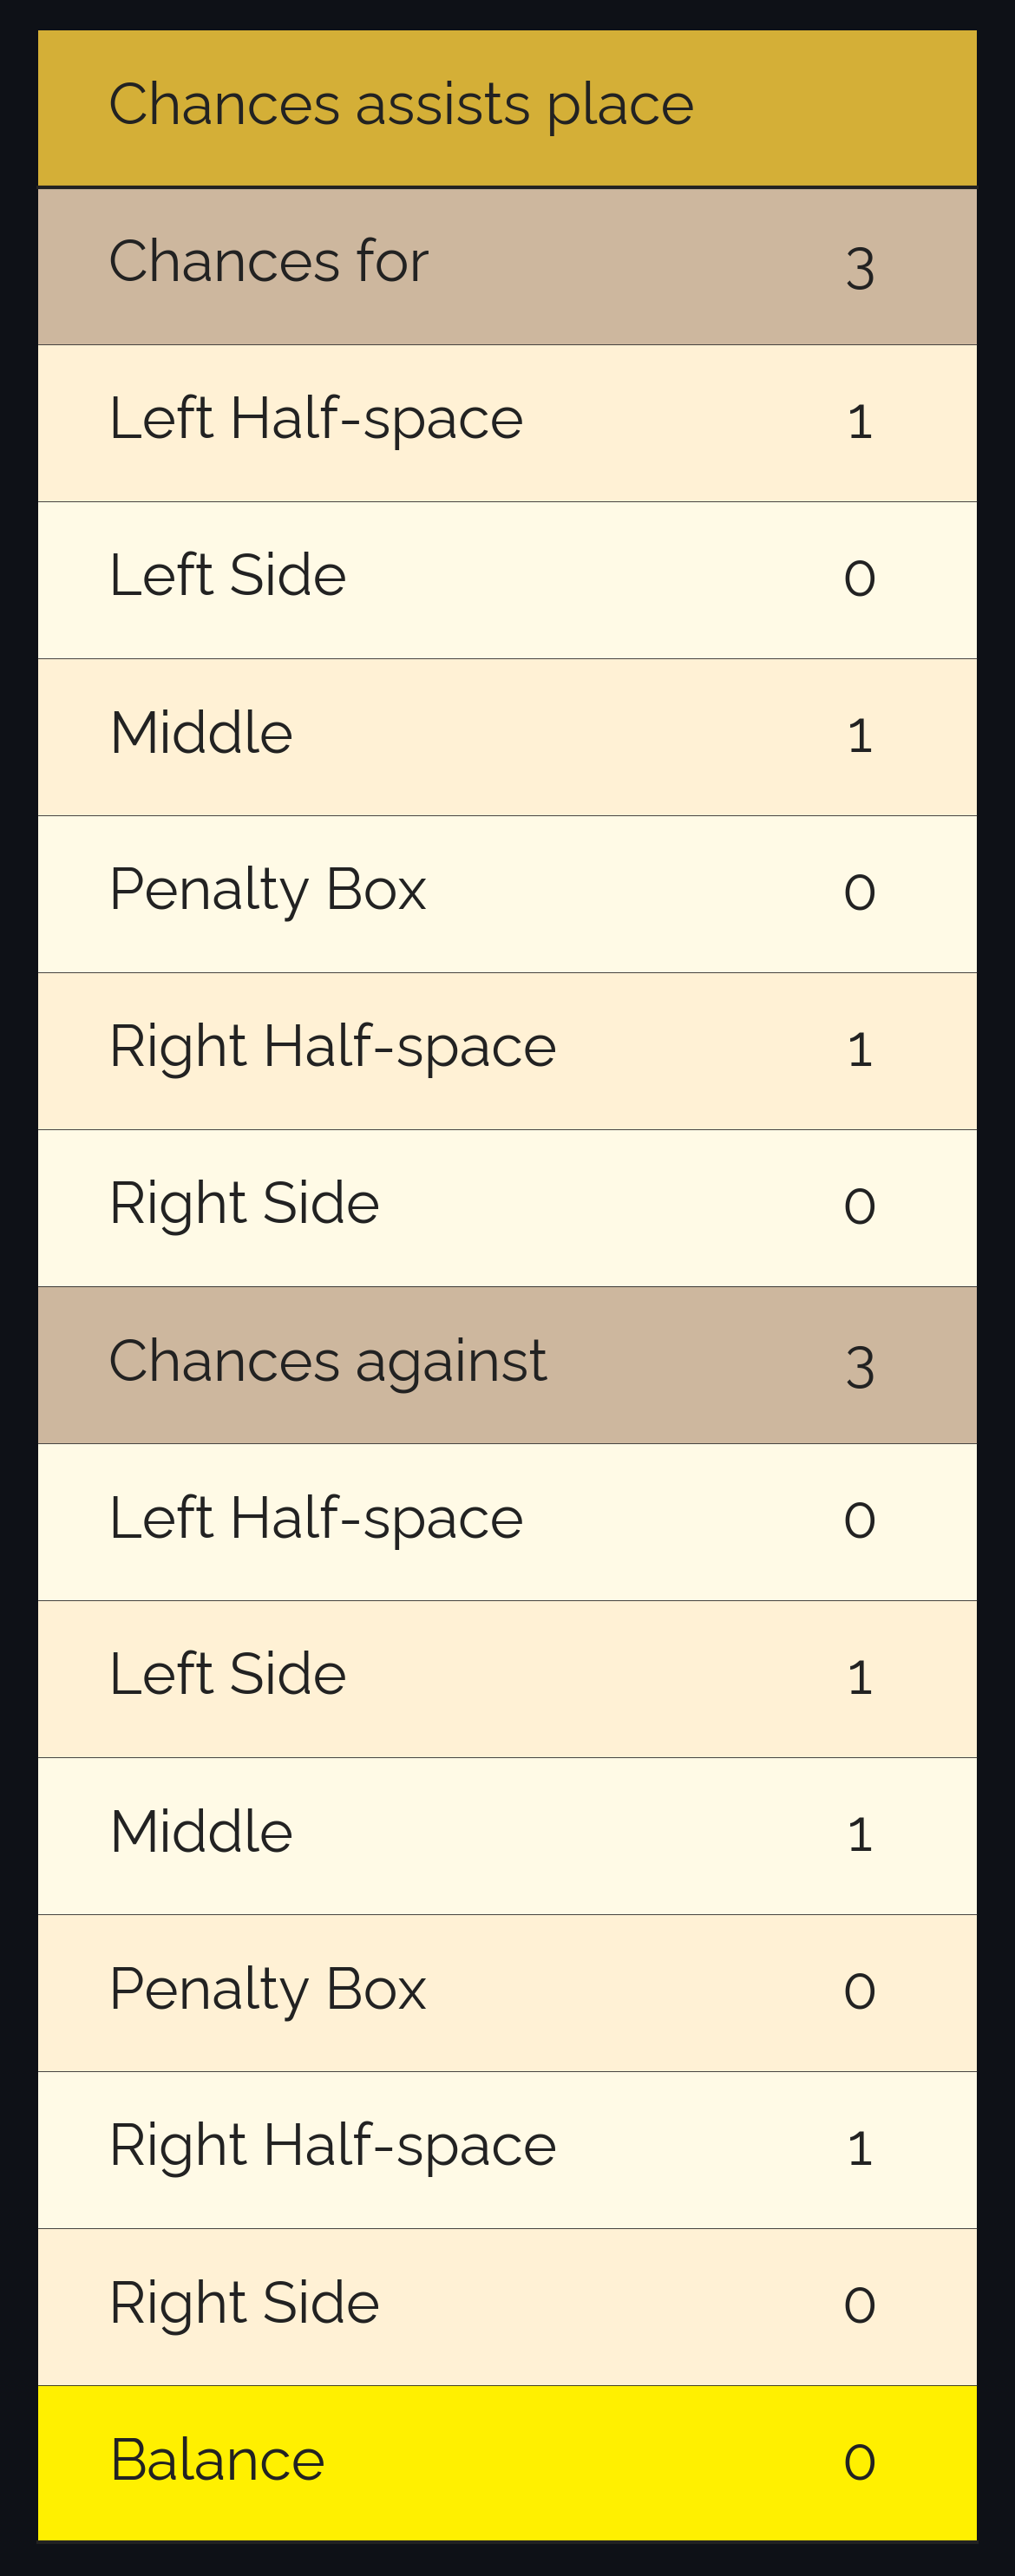 Chances assists place
Chances for 3
Left Half-space 1
Left Side 0
Middle 1
Penalty Box 0
Right Half-space 1
Right Side 0
Chances against 3
Left Half-space 0
Left Side 1
Middle 1
Penalty Box 0
Right Half-space 1
Right Side 0
Balance 0